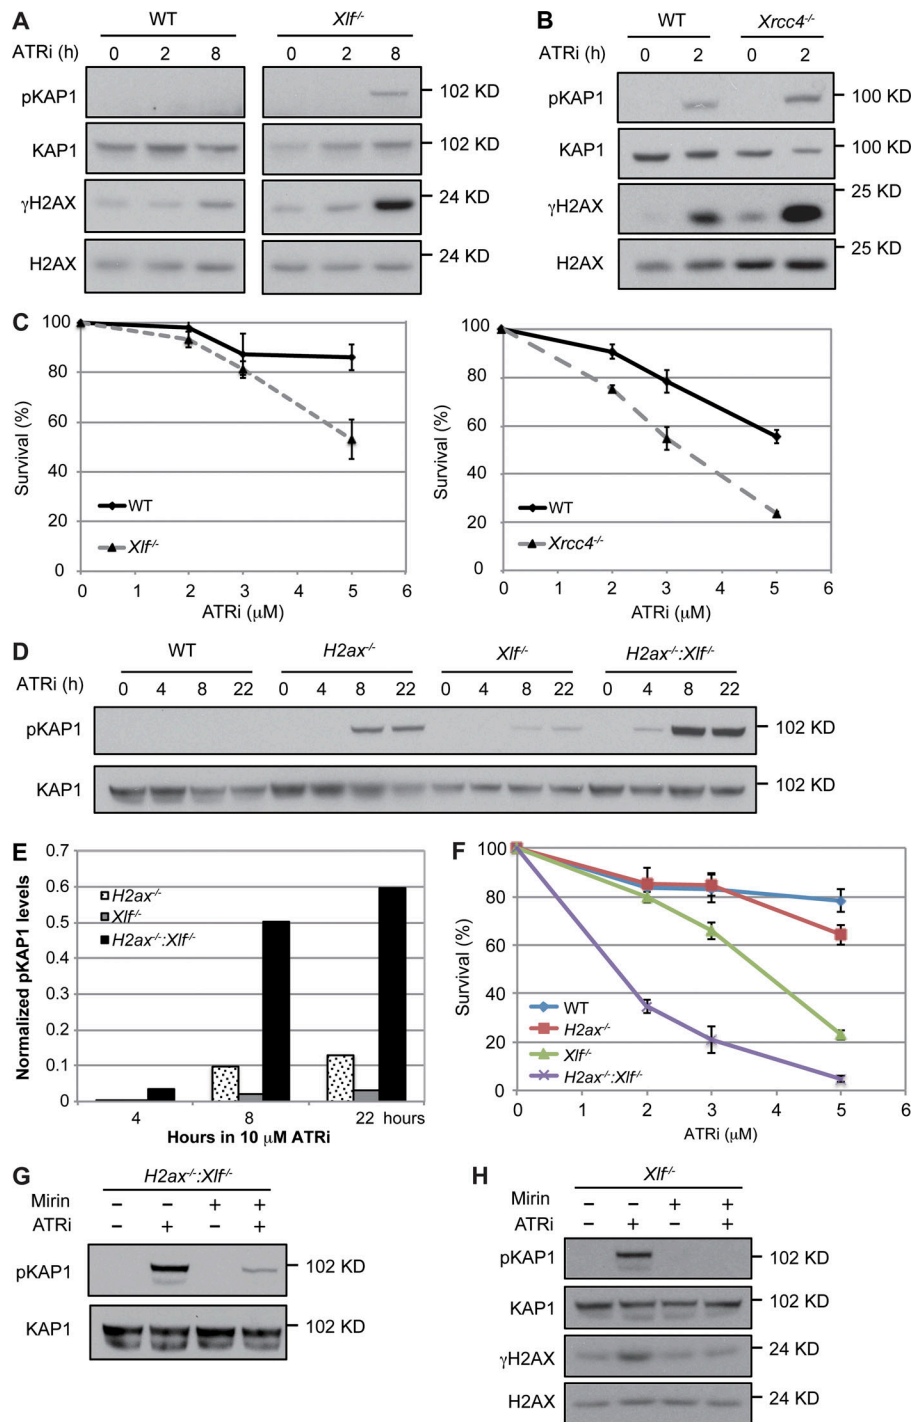 A
WT
Xlf-/-
ATRi (h)
0 2 8
0 2 8
pKAP1
102 KD
KAP1
102 KD
γH2AX
24 KD
H2AX
24 KD
B
WT
Xrcc4-/-
ATRi (h)
0 2
0 2
pKAP1
100 KD
KAP1
100 KD
γH2AX
25 KD
H2AX
25 KD
C
Survival (%)
100
80
60
40
20
0
WT
Xlf-/-
0 1 2 3 4 5 6
ATRi (μM)
Survival (%)
100
80
60
40
20
0
WT
Xrcc4-/-
0 1 2 3 4 5 6
ATRi (μM)
D
WT
H2ax-/-
Xlf-/-
H2ax-/-:Xlf-/-
ATRi (h)
0 4 8 22 0 4 8 22 0 4 8 22 0 4 8 22
pKAP1
102 KD
KAP1
102 KD
E
Normalized pKAP1 levels
0.7
0.6
0.5
0.4
0.3
0.2
0.1
0
H2ax-/-
Xlf-/-
H2ax-/-:Xlf-/-
4 8 22 hours
Hours in 10 μM ATRi
F
Survival (%)
100
80
60
40
20
0
WT
H2ax-/-
Xlf-/-
H2ax-/-:Xlf-/-
0 1 2 3 4 5 6
ATRi (μM)
G
H2ax-/-:Xlf-/-
Mirin – – + +
ATRi – + – +
pKAP1
102 KD
KAP1
102 KD
H
Xlf-/-
Mirin – – + +
ATRi – + – +
pKAP1
102 KD
KAP1
102 KD
γH2AX
24 KD
H2AX
24 KD